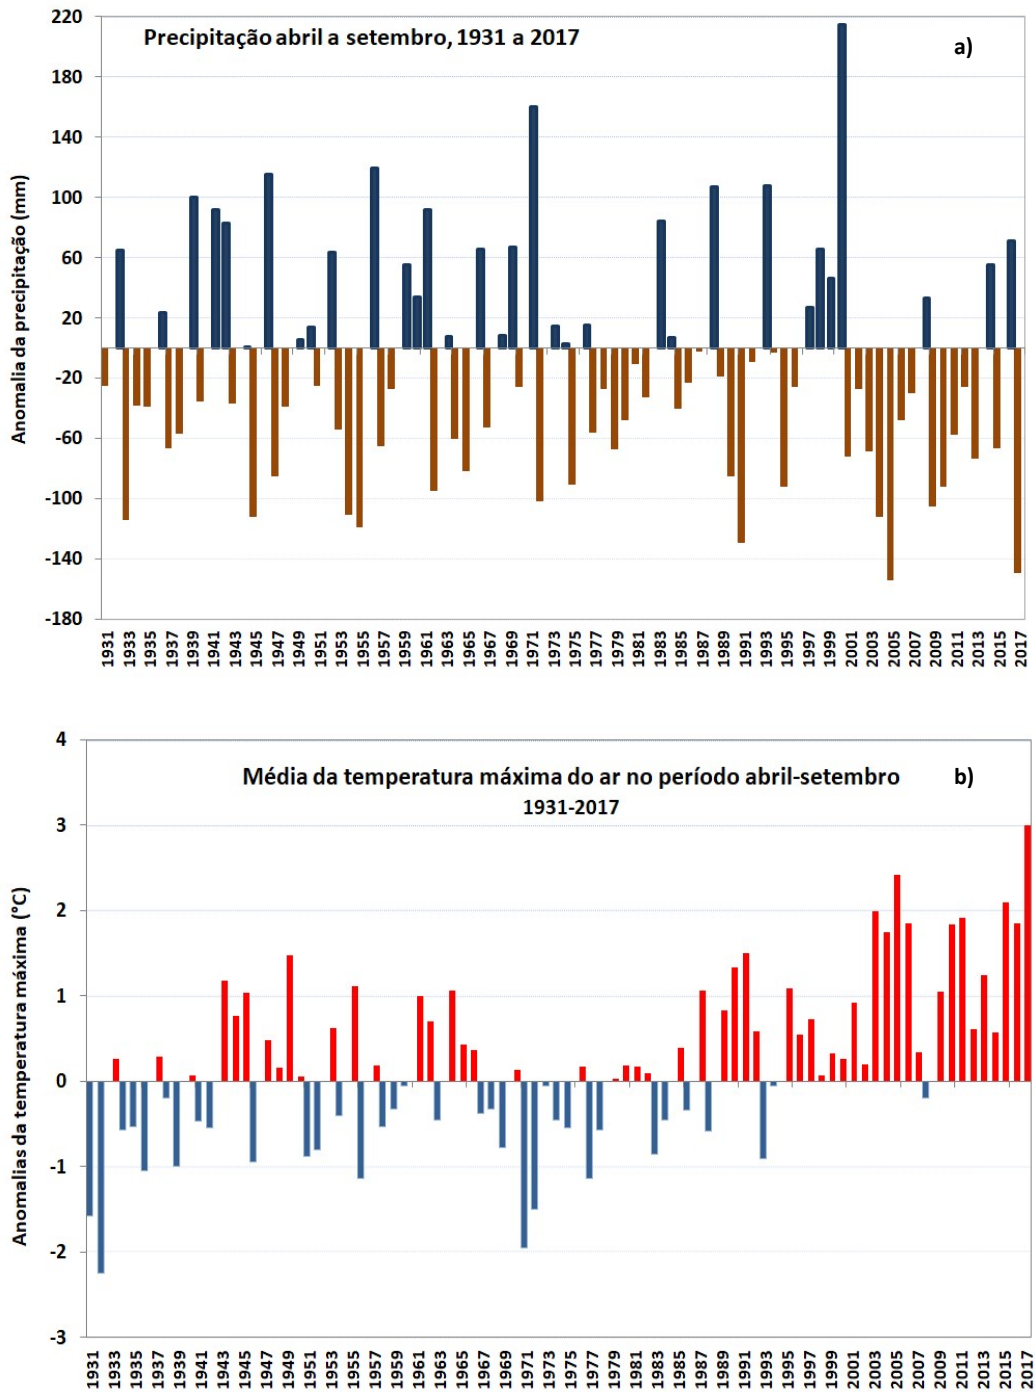 220
Precipitação abril a setembro, 1931 a 2017
a)
180
140
100
60
20
-20
-60
-100
-140
-180
Anomalia da precipitação (mm)
1931 1933 1935 1937 1939 1941 1943 1945 1947 1949 1951 1953 1955 1957 1959 1961 1963 1965 1967 1969 1971 1973 1975 1977 1979 1981 1983 1985 1987 1989 1991 1993 1995 1997 1999 2001 2003 2005 2007 2009 2011 2013 2015 2017
4
Média da temperatura máxima do ar no período abril-setembro
b)
1931-2017
3
2
1
0
-1
-2
-3
Anomalias da temperatura máxima (°C)
1931 1933 1935 1937 1939 1941 1943 1945 1947 1949 1951 1953 1955 1957 1959 1961 1963 1965 1967 1969 1971 1973 1975 1977 1979 1981 1983 1985 1987 1989 1991 1993 1995 1997 1999 2001 2003 2005 2007 2009 2011 2013 2015 2017